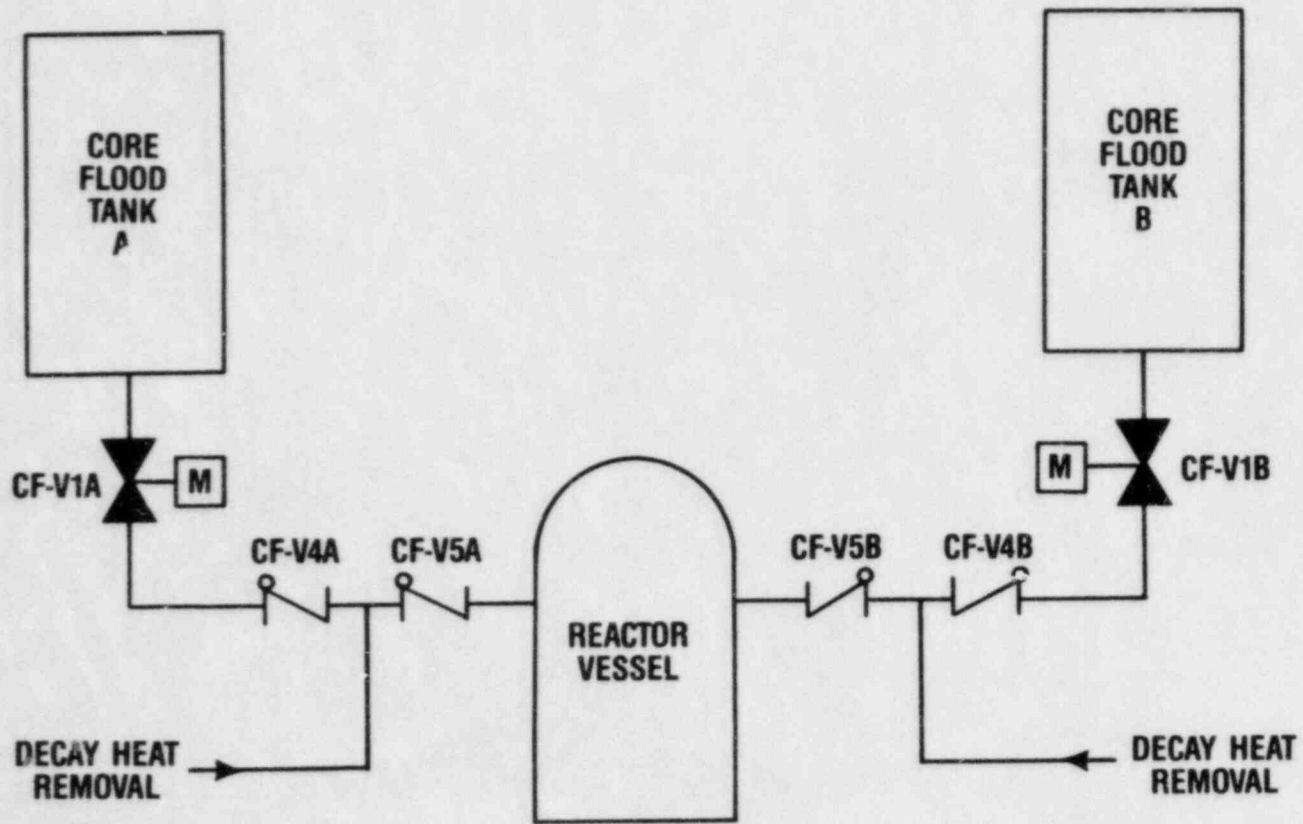 CORE
FLOOD
TANK
A
CORE
FLOOD
TANK
B
CF-V1A
M
M
CF-V1B
CF-V4A
CF-V5A
CF-V5B
CF-V4B
REACTOR
VESSEL
DECAY HEAT
REMOVAL
DECAY HEAT
REMOVAL